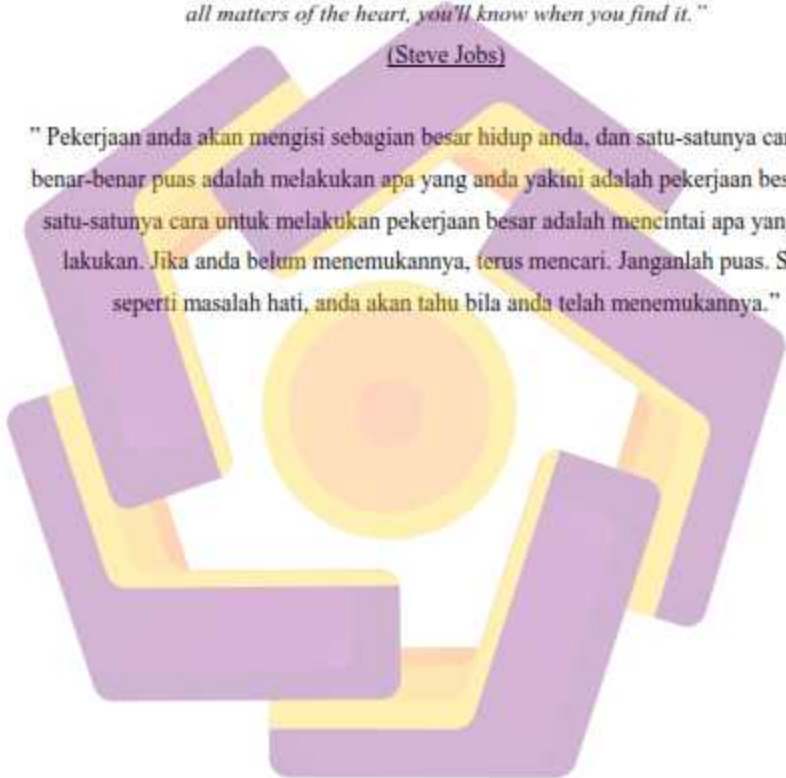 all matters of the heart, you'll know when you find it.”
(Steve Jobs)
” Pekerjaan anda akan mengisi sebagian besar hidup anda, dan satu-satunya
benar-benar puas adalah melakukan apa yang anda yakini adalah pekerjaan
satu-satunya cara untuk melakukan pekerjaan besar adalah mencintai apa
lakukan. Jika anda belum menemukannya, terus mencari. Janganlah puas.
seperti masalah hati, anda akan tahu bila anda telah menemukannya.”